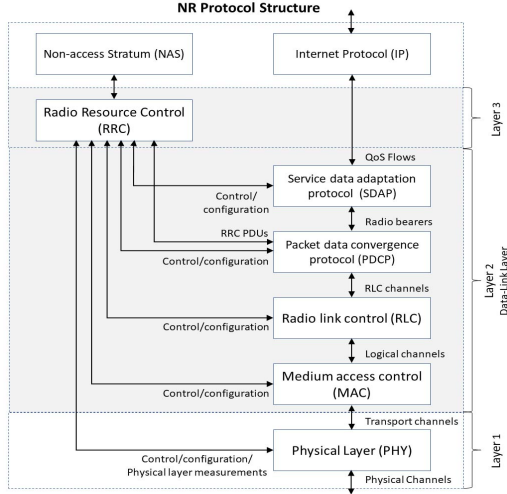 NR Protocol Structure
Non-access Stratum (NAS)
Internet Protocol (IP)
Radio Resource Control
(RRC)
Layer 3
QoS Flows
Service data adaptation
protocol (SDAP)
Control/
configuration
Radio bearers
RRC PDUs
Packet data convergence
protocol (PDCP)
Control/configuration
RLC channels
Layer 2
Data-Link Layer
Radio link control (RLC)
Control/configuration
Logical channels
Medium access control
(MAC)
Control/configuration
Transport channels
Physical Layer (PHY)
Layer 1
Control/configuration/
Physical layer measurements
Physical Channels